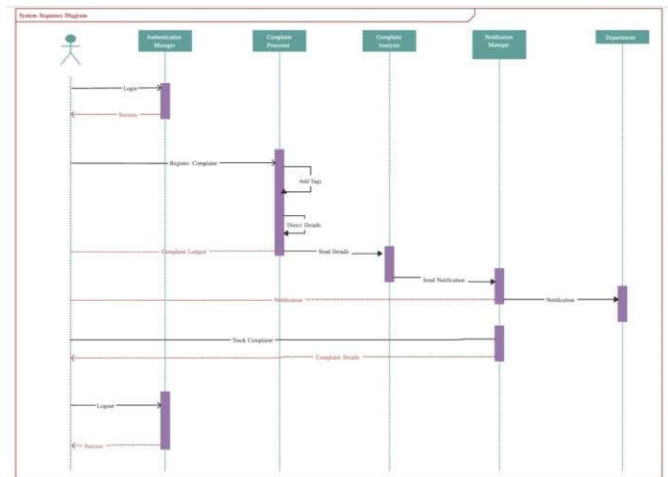 System Sequence Diagram
Authentication
Manager
Complaint
Processor
Complaint
Analyzer
Notification
Manager
Department
Login
Success
Register Complaint
Add Tags
Direct Details
Complaint Lodged
Send Details
Send Notification
Notification
Notification
Track Complaint
Complaint Details
Logout
Success